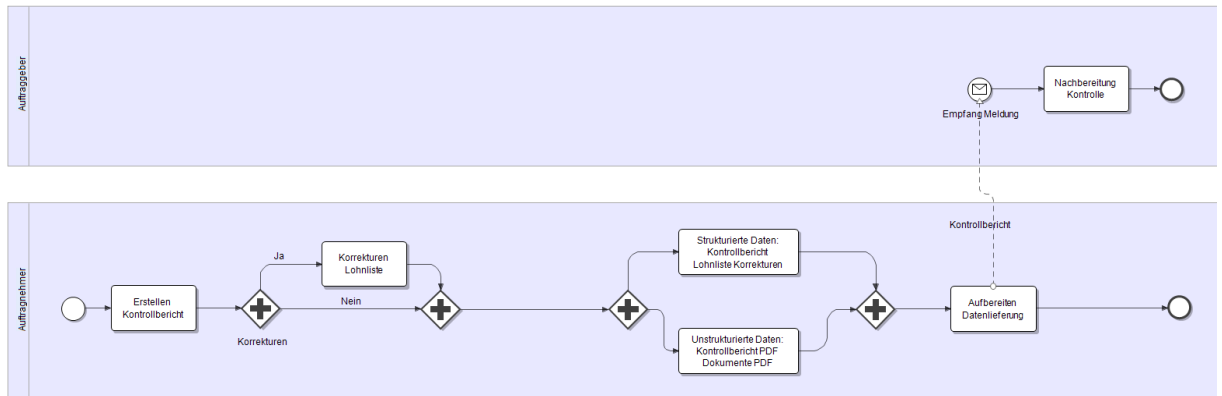 Auftraggeber
Nachbereitung
Kontrolle
Empfang Meldung
Kontrollbericht
Auftragnehmer
Erstellen
Kontrollbericht
Korrekturen
Ja
Nein
Korrekturen
Lohnliste
Strukturierte Daten:
Kontrollbericht
Lohnliste Korrekturen
Unstrukturierte Daten:
Kontrollbericht PDF
Dokumente PDF
Aufbereiten
Datenlieferung